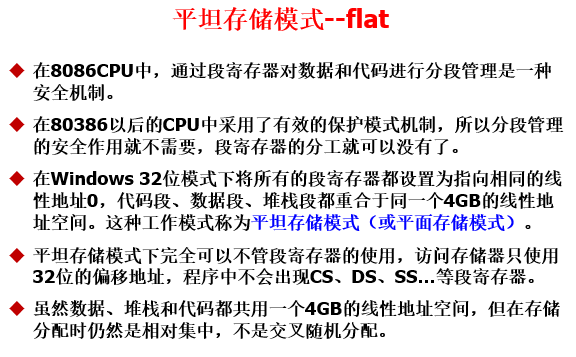 平坦存储模式--flat
◆ 在8086CPU中，通过段寄存器对数据和代码进行分段管理是一种
安全机制。
◆ 在80386以后的CPU中采用了有效的保护模式机制，所以分段管理
的安全作用就不需要，段寄存器的分工就可以没有了。
◆ 在Windows 32位模式下将所有的段寄存器都设置为指向相同的线
性地址0，代码段、数据段、堆栈段都重合于同一个4GB的线性地
址空间。这种工作模式称为平坦存储模式（或平面存储模式）。
◆ 平坦存储模式下完全可以不管段寄存器的使用，访问存储器只使用
32位的偏移地址，程序中不会出现CS、DS、SS…等段寄存器。
◆ 虽然数据、堆栈和代码都共用一个4GB的线性地址空间，但在存储
分配时仍然是相对集中，不是交叉随机分配。